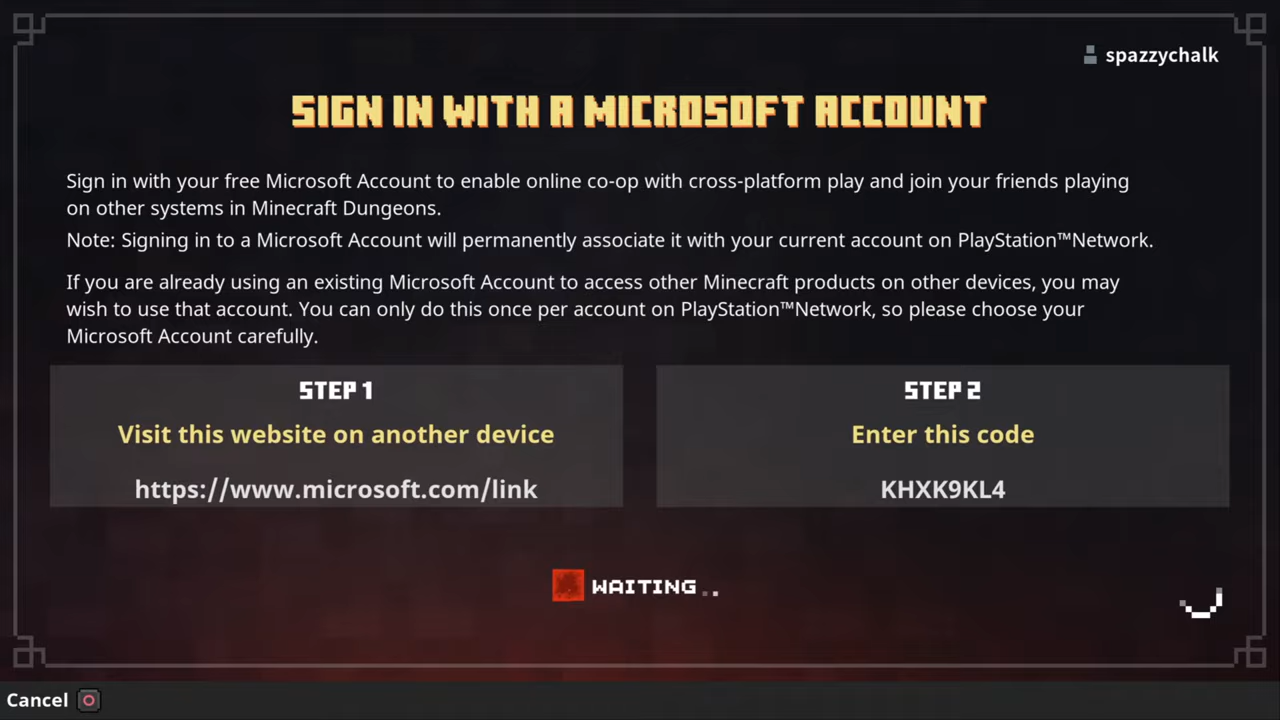 spazzychalk
SIGN IN WITH A MICROSOFT ACCOUNT
Sign in with your free Microsoft Account to enable online co-op with cross-platform play and join your friends playing
on other systems in Minecraft Dungeons.
Note: Signing in to a Microsoft Account will permanently associate it with your current account on PlayStation™Network.
If you are already using an existing Microsoft Account to access other Minecraft products on other devices, you may
wish to use that account. You can only do this once per account on PlayStation™Network, so please choose your
Microsoft Account carefully.
STEP 1
Visit this website on another device
https://www.microsoft.com/link
STEP 2
Enter this code
KHXK9KL4
WAITING..
Cancel